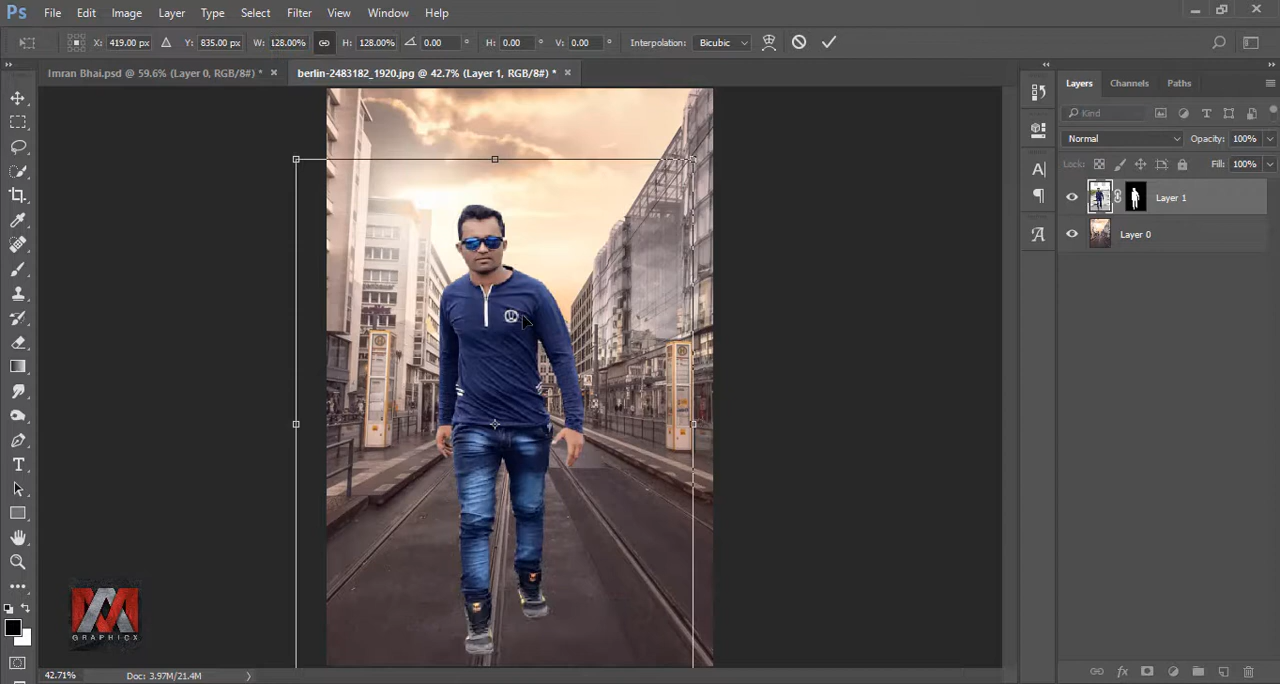 Ps File Edit Image Layer Type Select Filter View Window Help
X: 419.00 px Y: 835.00 px W: 128.00% H: 128.00% 0.00 ° H: 0.00 ° V: 0.00 ° Interpolation: Bicubic
Imran Bhai.psd @ 59.6% (Layer 0, RGB/8#) * × berlin-2483182_1920.jpg @ 42.7% (Layer 1, RGB/8#) * ×
Layers Channels Paths
Kind
Normal Opacity: 100%
Lock: Fill: 100%
Layer 1
Layer 0
GRAPHICX
42.71% Doc: 3.97M/21.4M